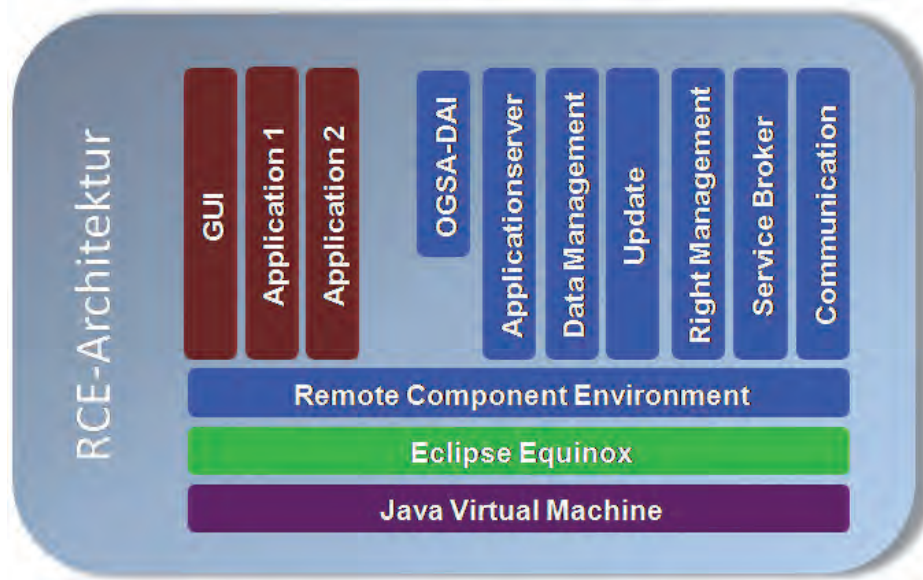 RCE-Architektur
GUI
Application 1
Application 2
OGSA-DAI
Applicationserver
Data Management
Update
Right Management
Service Broker
Communication
Remote Component Environment
Eclipse Equinox
Java Virtual Machine